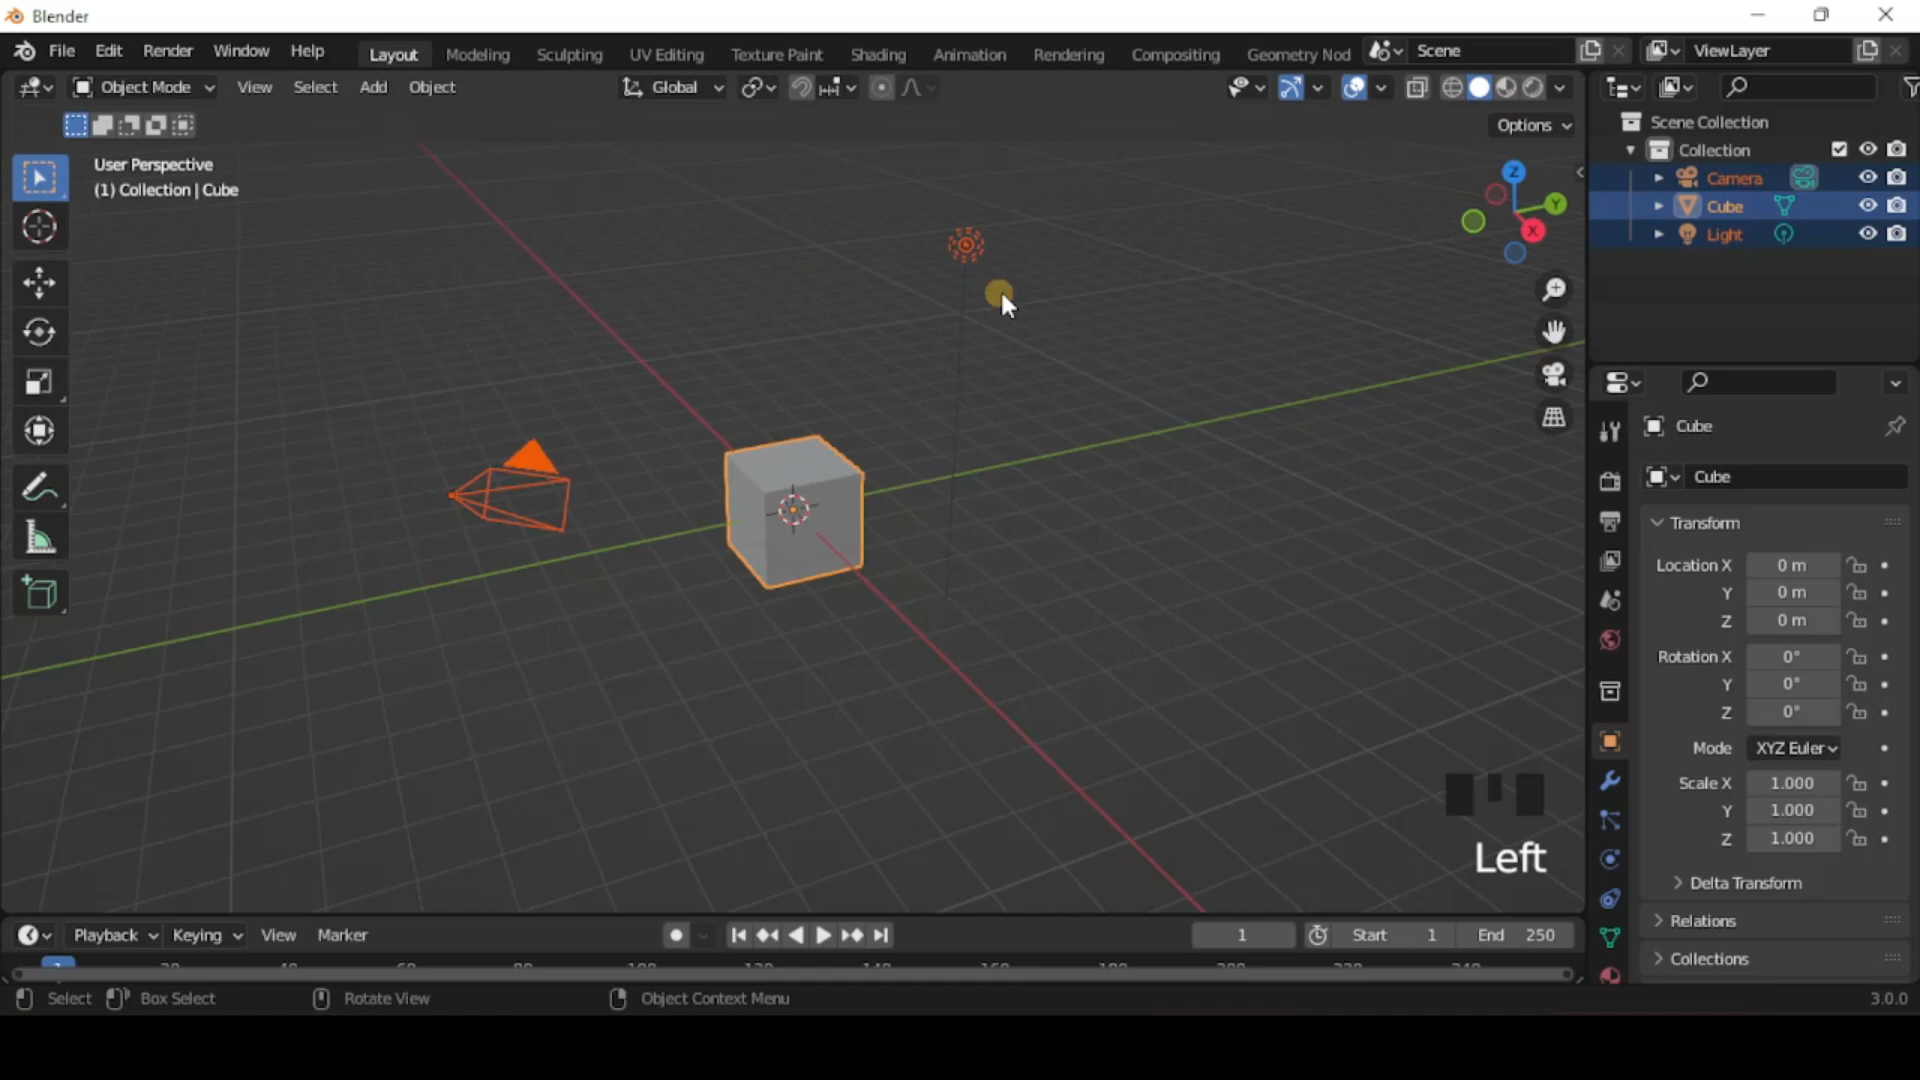 Blender
File Edit Render Window Help Layout Modeling Sculpting UV Editing Texture Paint Shading Animation Rendering Compositing Geometry Nod Scene ViewLayer
Object Mode View Select Add Object Global
Options
User Perspective
(1) Collection | Cube
Z
Y
X
Left
Scene Collection
Collection
Camera
Cube
Light
Cube
Cube
Transform
Location X 0 m
Y 0 m
Z 0 m
Rotation X 0°
Y 0°
Z 0°
Mode XYZ Euler
Scale X 1.000
Y 1.000
Z 1.000
Delta Transform
Relations
Collections
Playback Keying View Marker 1 Start 1 End 250
Select Box Select Rotate View Object Context Menu 3.0.0